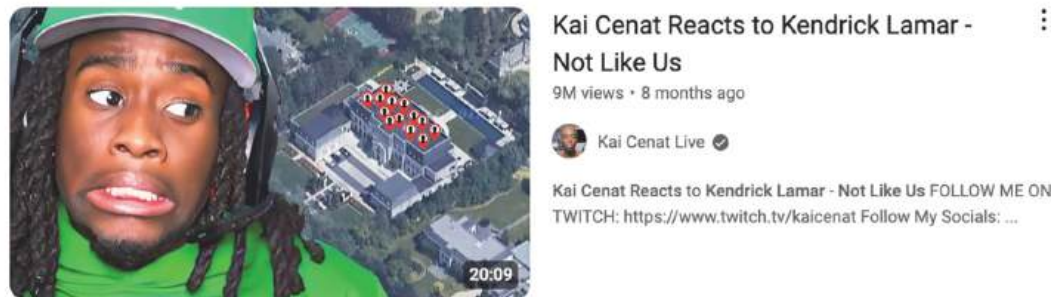 Kai Cenat Reacts to Kendrick Lamar -
Not Like Us
9M views • 8 months ago
Kai Cenat Live
Kai Cenat Reacts to Kendrick Lamar - Not Like Us FOLLOW ME ON
TWITCH: https://www.twitch.tv/kaicenat Follow My Socials: ...
20:09